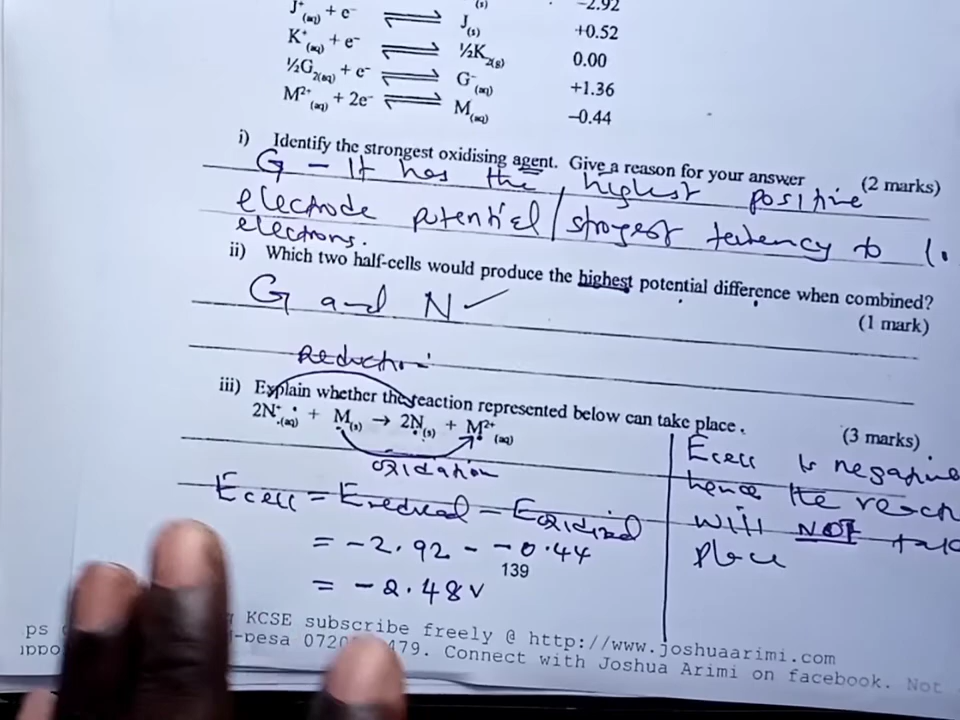 (s) -2.92
J⁺(aq) + e⁻ ⇌ J(s) +0.52
K⁺(aq) + e⁻ ⇌ ½K2(g) 0.00
½G2(aq) + e⁻ ⇌ G⁻(aq) +1.36
M²⁺(aq) + 2e⁻ ⇌ M(aq) –0.44
i) Identify the strongest oxidising agent. Give a reason for your answer (2 marks)
G – It has the highest positive
electrode potential / strogest tentency to
electrons.
ii) Which two half-cells would produce the highest potential difference when combined?
(1 mark)
G and N ✓
Reduction
iii) Explain whether the reaction represented below can take place.
(3 marks)
2N⁺(aq) + M(s) → 2N(s) + M²⁺(aq)
oxidation
Ecell = Ereduced – Eoxidized
= -2.92 - -0.44
= -2.48V
Ecell is negative
hence the
will NOT
place
139
KCSE subscribe freely @ http://www.joshuaarimi.com
479. Connect with Joshua Arimi on facebook. Not